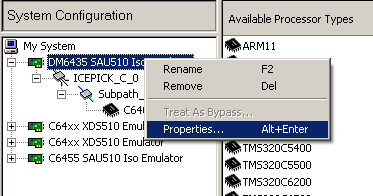 System Configuration
Available Processor Types
My System
DM6435 SAU510 Iso
ICEPICK_C_0
Subpath_
C64
C64xx XDS510 Emulator
C64xx XDS510 Emulator
C6455 SAU510 Iso Emulator
Rename F2
Remove Del
Treat As Bypass...
Properties... Alt+Enter
ARM11
TMS320C5400
TMS320C5500
TMS320C6200